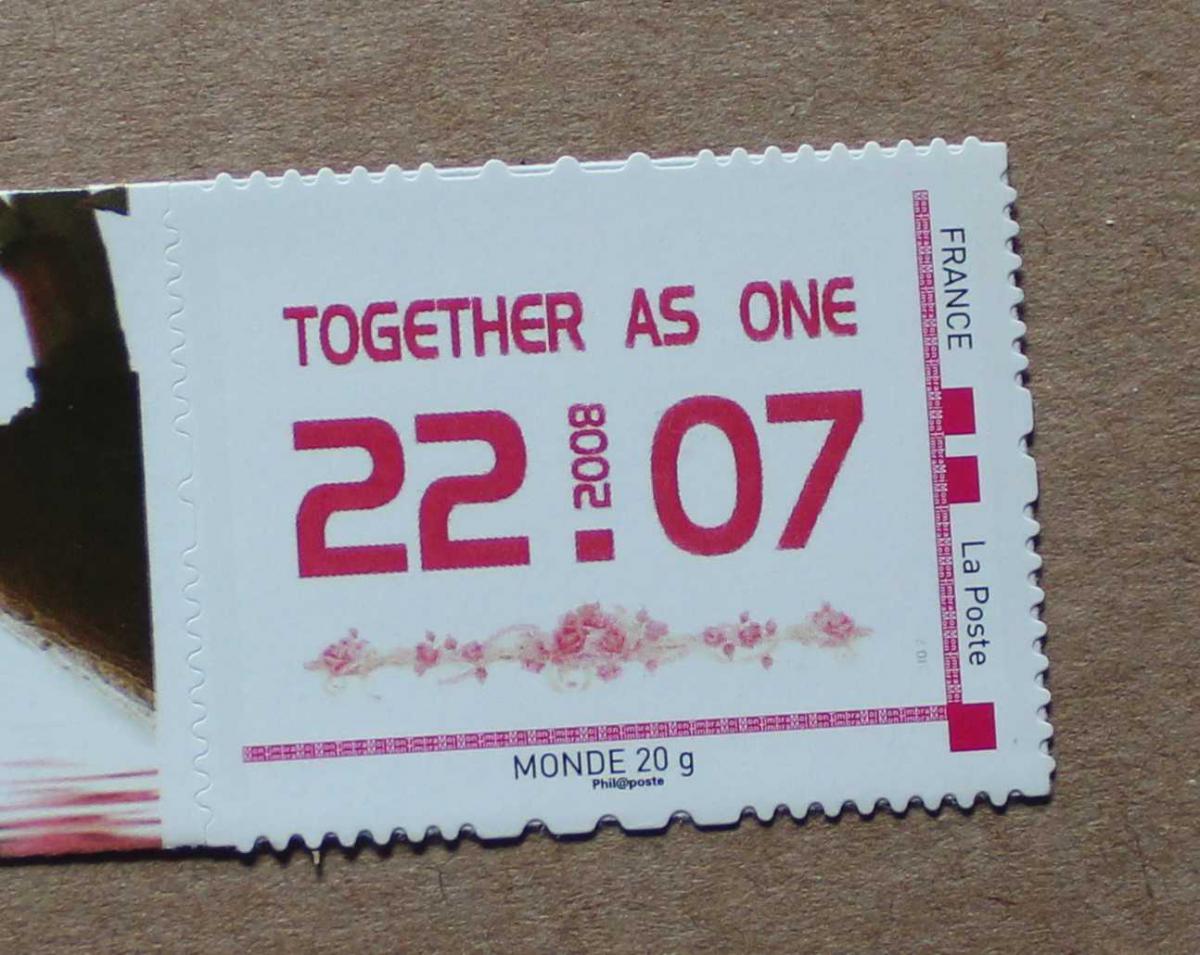 TOGETHER AS ONE
22.07
2008
FRANCE
La Poste
MONDE 20 g
Phil@poste